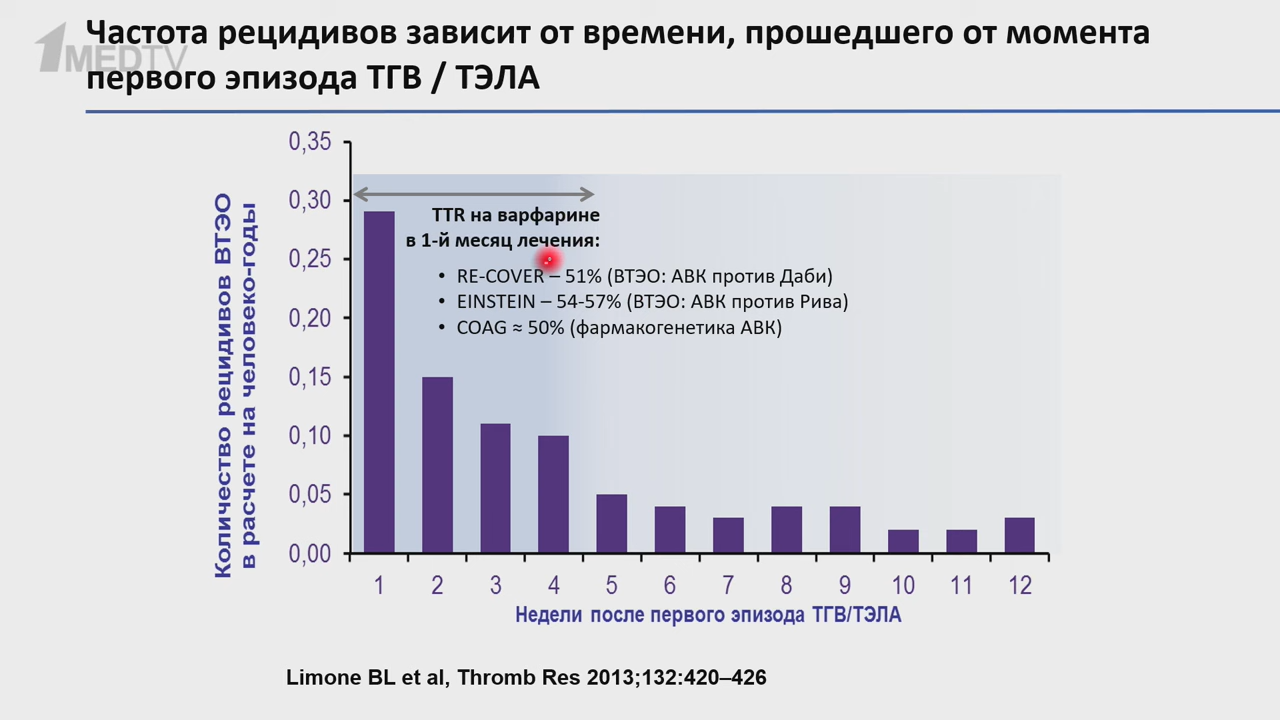 1MEDTV
Частота рецидивов зависит от времени, прошедшего от момента
первого эпизода ТГВ / ТЭЛА
Количество рецидивов ВТЭО
в расчете на человеко-годы
0,35
0,30
0,25
0,20
0,15
0,10
0,05
0,00
TTR на варфарине
в 1-й месяц лечения:
• RE-COVER – 51% (ВТЭО: АВК против Даби)
• EINSTEIN – 54-57% (ВТЭО: АВК против Рива)
• COAG ≈ 50% (фармакогенетика АВК)
1 2 3 4 5 6 7 8 9 10 11 12
Недели после первого эпизода ТГВ/ТЭЛА
Limone BL et al, Thromb Res 2013;132:420–426